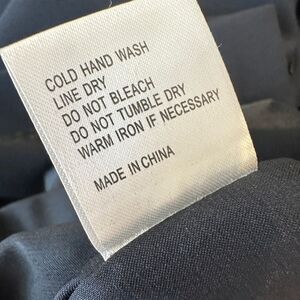 COLD HAND WASH
LINE DRY
DO NOT BLEACH
DO NOT TUMBLE DRY
WARM IRON IF NECESSARY
MADE IN CHINA